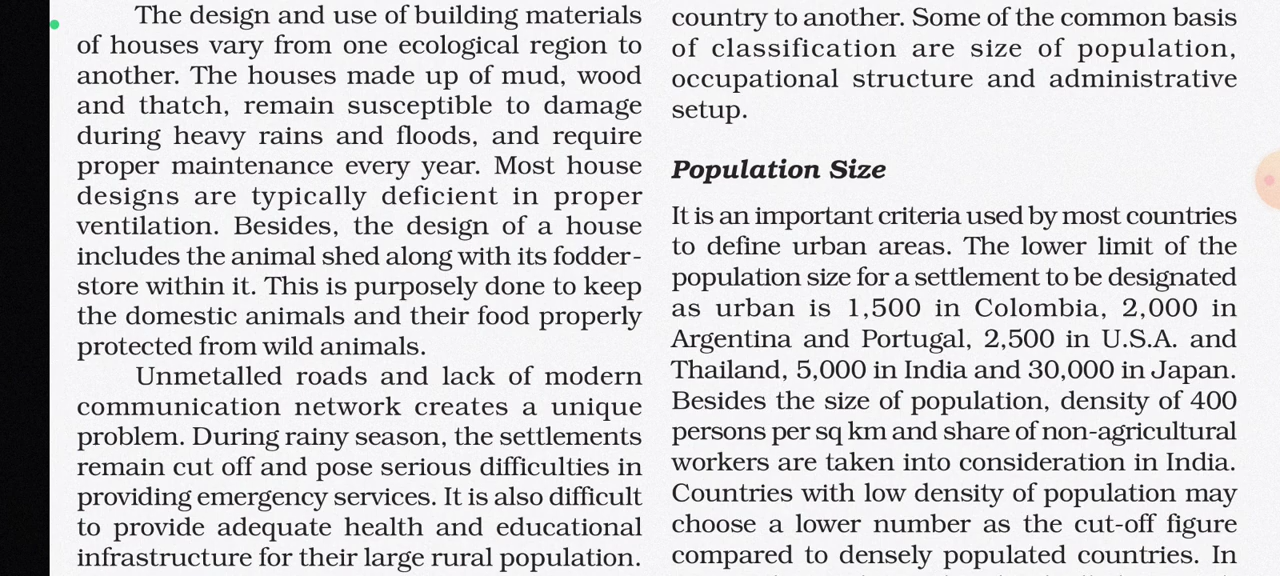 The design and use of building materials
of houses vary from one ecological region to
another. The houses made up of mud, wood
and thatch, remain susceptible to damage
during heavy rains and floods, and require
proper maintenance every year. Most house
designs are typically deficient in proper
ventilation. Besides, the design of a house
includes the animal shed along with its fodder-
store within it. This is purposely done to keep
the domestic animals and their food properly
protected from wild animals.
Unmetalled roads and lack of modern
communication network creates a unique
problem. During rainy season, the settlements
remain cut off and pose serious difficulties in
providing emergency services. It is also difficult
to provide adequate health and educational
infrastructure for their large rural population.
country to another. Some of the common basis
of classification are size of population,
occupational structure and administrative
setup.
Population Size
It is an important criteria used by most countries
to define urban areas. The lower limit of the
population size for a settlement to be designated
as urban is 1,500 in Colombia, 2,000 in
Argentina and Portugal, 2,500 in U.S.A. and
Thailand, 5,000 in India and 30,000 in Japan.
Besides the size of population, density of 400
persons per sq km and share of non-agricultural
workers are taken into consideration in India.
Countries with low density of population may
choose a lower number as the cut-off figure
compared to densely populated countries. In